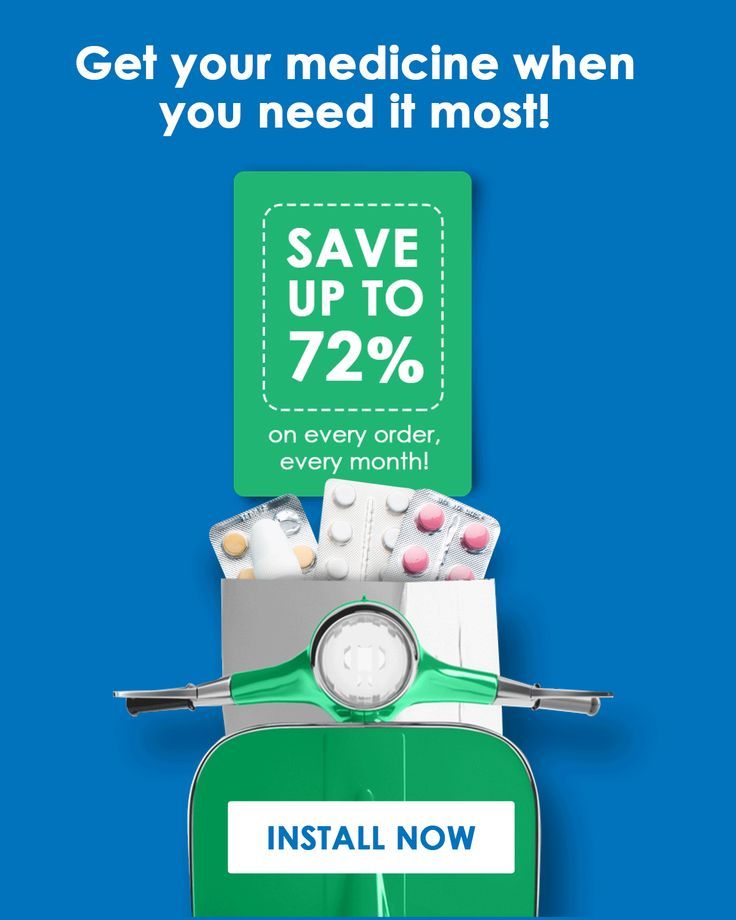 Get your medicine when
you need it most!
SAVE
UP TO
72%
on every order,
every month!
INSTALL NOW